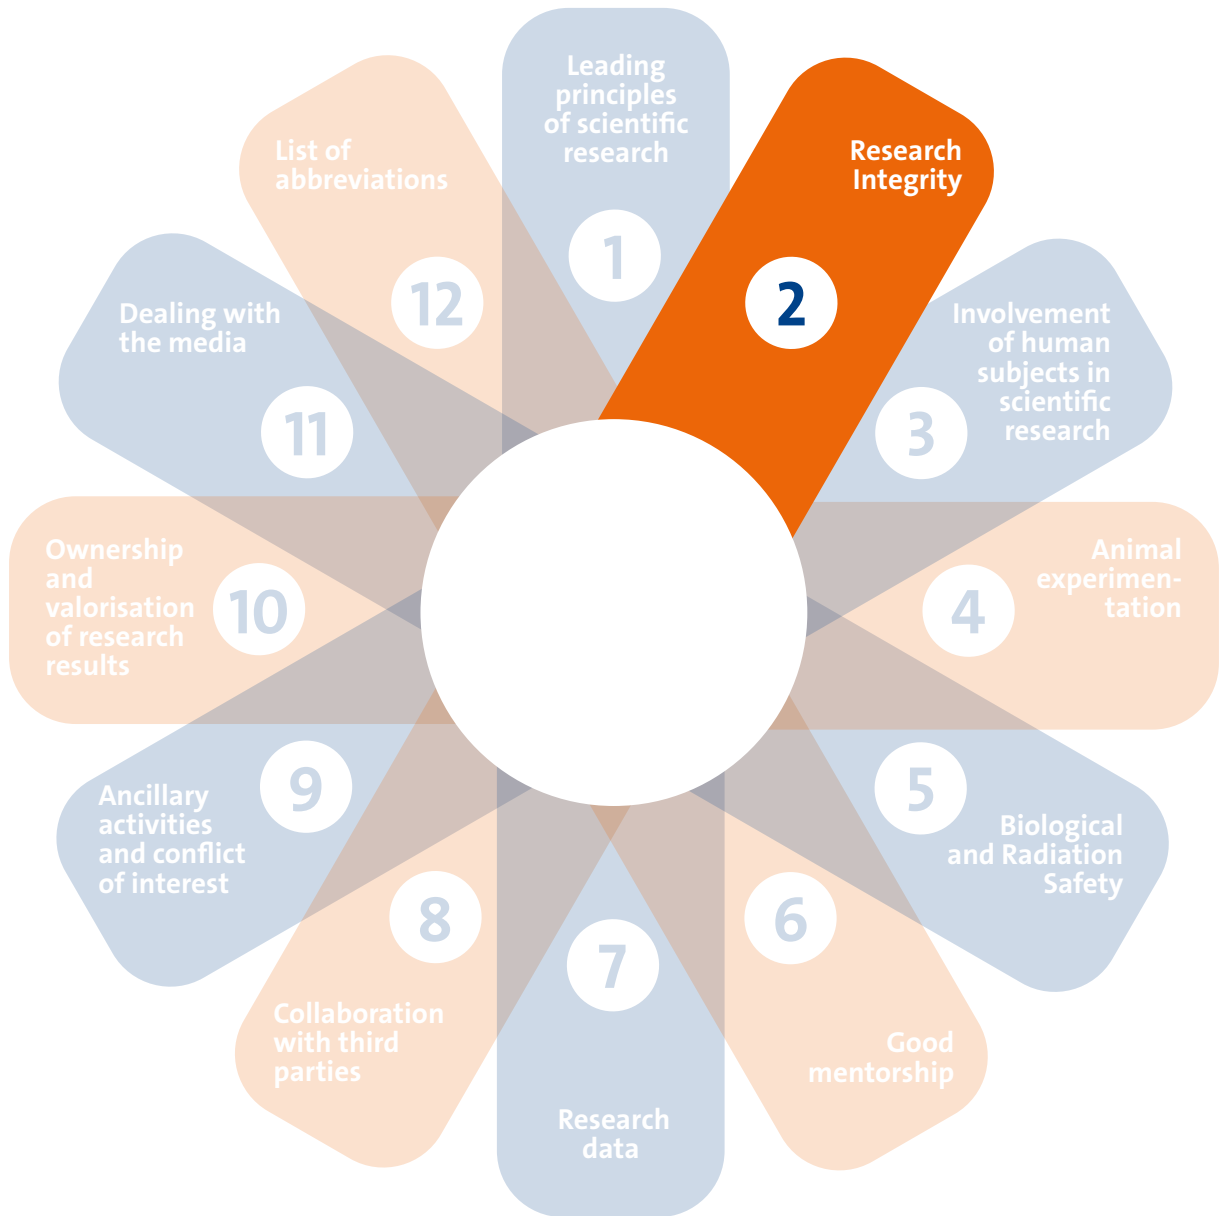 Leading
principles
of scientific
research
1
Research
Integrity
2
Involvement
of human
subjects in
scientific
research
3
Animal
experimen-
tation
4
5
Biological
and Radiation
Safety
6
Good
mentorship
7
Research
data
8
Collaboration
with third
parties
9
Ancillary
activities
and conflict
of interest
Ownership
and
valorisation
of research
results
10
Dealing with
the media
11
List of
abbreviations
12